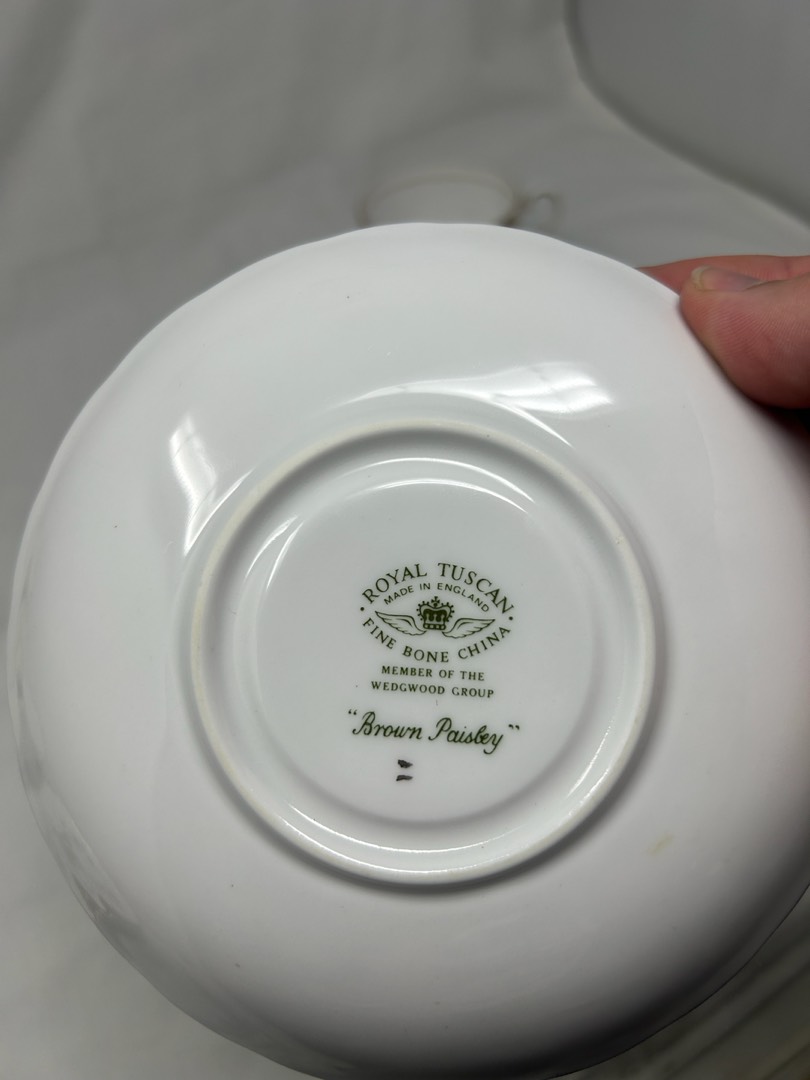 ROYAL TUSCAN
MADE IN ENGLAND
FINE BONE CHINA
MEMBER OF THE
WEDGWOOD GROUP
"Brown Paisley"